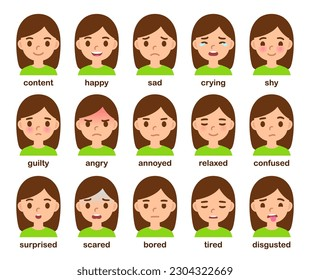 content happy sad crying shy
guilty angry annoyed relaxed confused
surprised scared bored tired disgusted
shutterstock.com · 2304322669